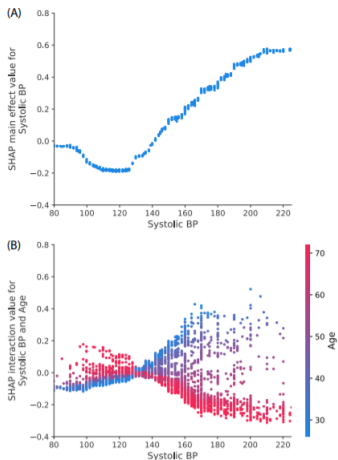 (A)
0.8
0.6
0.4
0.2
0.0
−0.2
−0.4
SHAP main effect value for
Systolic BP
80 100 120 140 160 180 200 220
Systolic BP
(B)
0.8
0.6
0.4
0.2
0.0
−0.2
−0.4
SHAP interaction value for
Systolic BP and Age
80 100 120 140 160 180 200 220
Systolic BP
70
60
50
40
30
Age